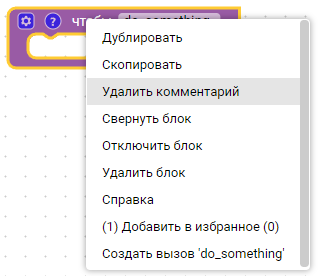 ? чтобы do_something
Дублировать
Скопировать
Удалить комментарий
Свернуть блок
Отключить блок
Удалить блок
Справка
(1) Добавить в избранное (0)
Создать вызов 'do_something'